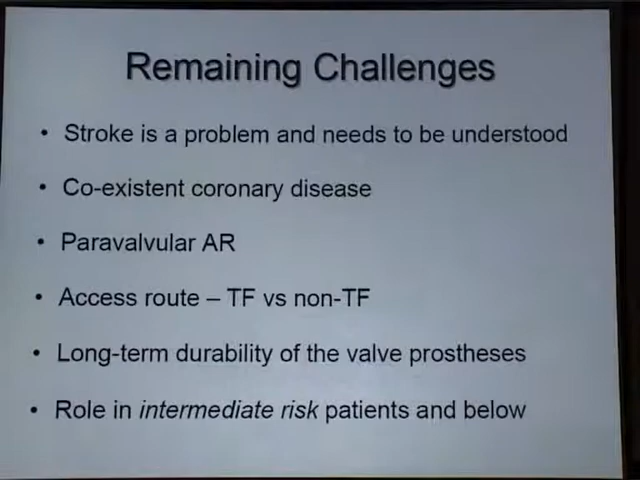 Remaining Challenges
• Stroke is a problem and needs to be understood
• Co-existent coronary disease
• Paravalvular AR
• Access route – TF vs non-TF
• Long-term durability of the valve prostheses
• Role in intermediate risk patients and below